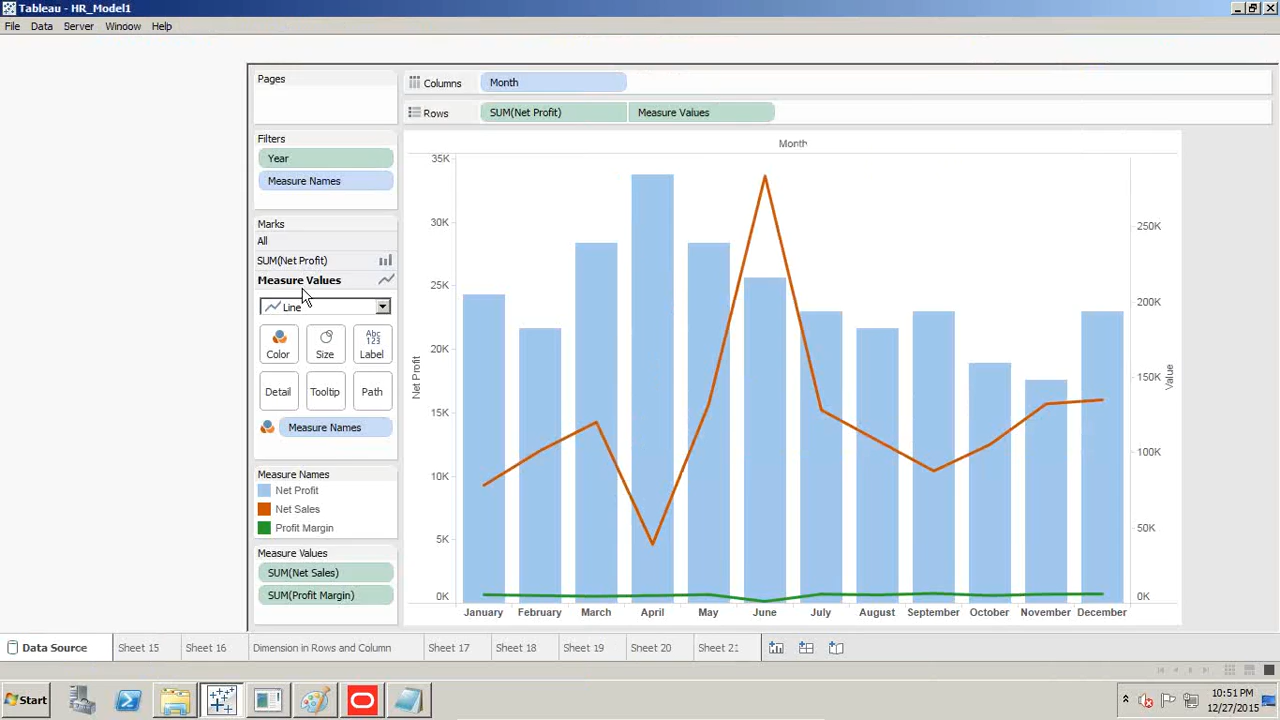 Tableau - HR_Model1
File Data Server Window Help
Pages
Columns Month
Rows SUM(Net Profit) Measure Values
Filters
Year
Measure Names
Marks
All
SUM(Net Profit)
Measure Values
Line
Color Size Abc 123 Label
Detail Tooltip Path
Measure Names
Measure Names
Net Profit
Net Sales
Profit Margin
Measure Values
SUM(Net Sales)
SUM(Profit Margin)
Month
35K
30K
25K
20K
15K
10K
5K
0K
Net Profit
250K
200K
150K
100K
50K
0K
Value
January February March April May June July August September October November December
Data Source Sheet 15 Sheet 16 Dimension in Rows and Column Sheet 17 Sheet 18 Sheet 19 Sheet 20 Sheet 21
Start
10:51 PM
12/27/2015